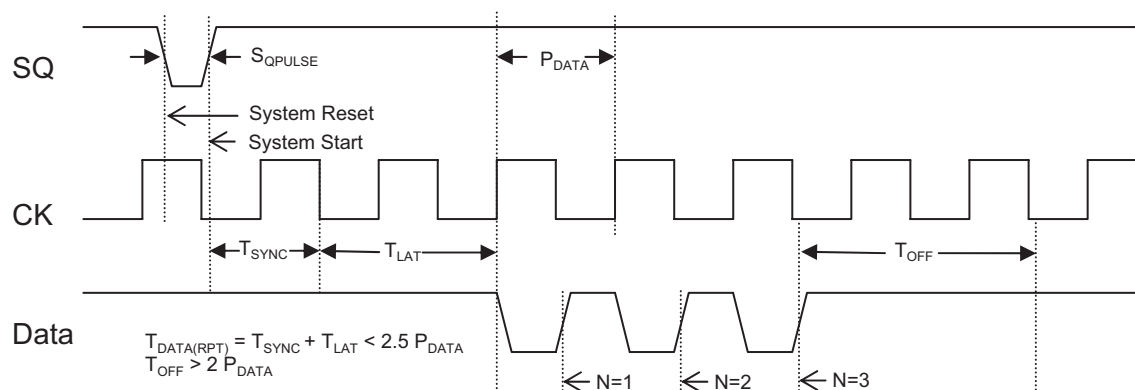 SQ
S_QPULSE
P_DATA
System Reset
System Start
CK
T_SYNC
T_LAT
T_OFF
Data
T_DATA(RPT) = T_SYNC + T_LAT < 2.5 P_DATA
T_OFF > 2 P_DATA
N=1
N=2
N=3